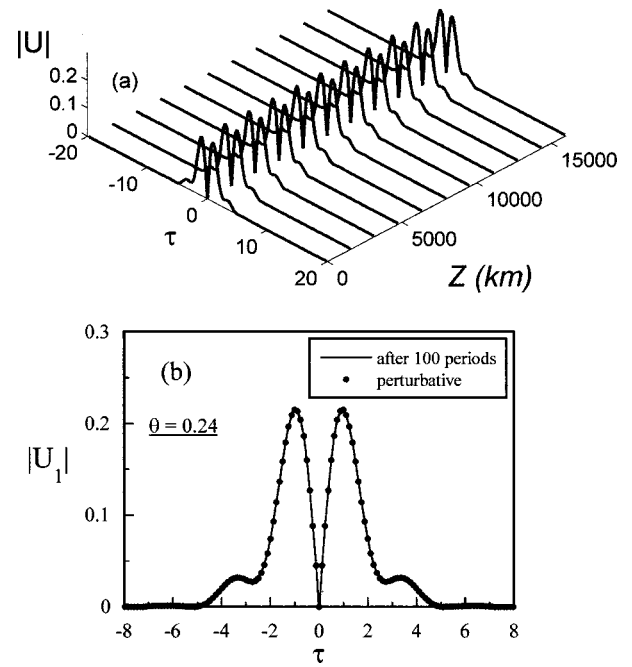 |U|
(a)
0.2
0.1
0
-20
-10
0
10
20
τ
0
5000
10000
15000
Z (km)
0.3
0.2
0.1
0
|U₁|
(b)
θ = 0.24
after 100 periods
perturbative
-8 -6 -4 -2 0 2 4 6 8
τ